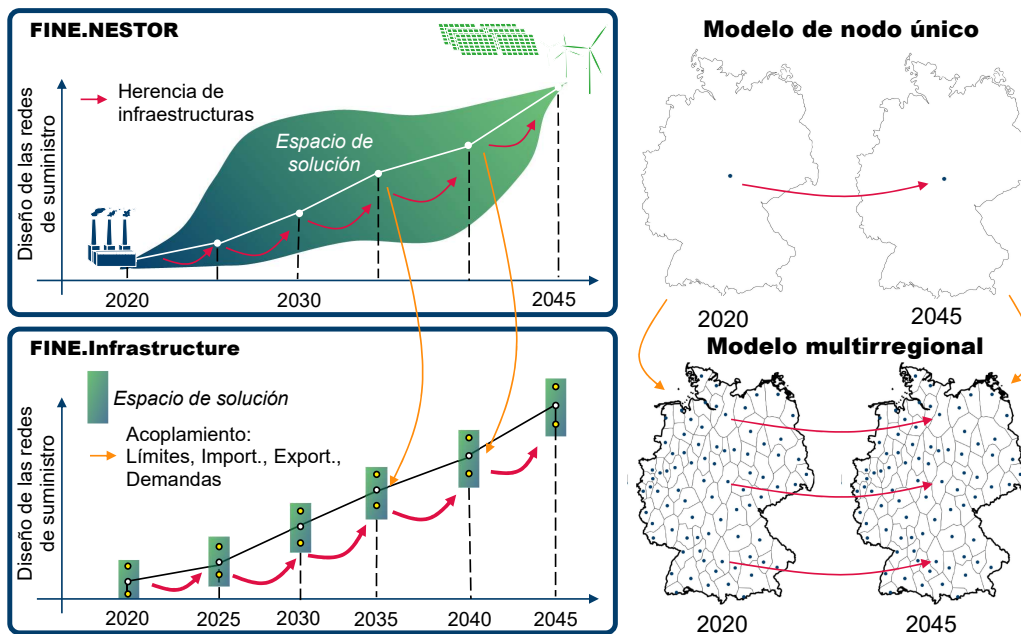 FINE.NESTOR
Diseño de las redes
de suministro
Herencia de
infraestructuras
Espacio de
solución
2020
2030
2045
Modelo de nodo único
2020
2045
FINE.Infrastructure
Diseño de las redes
de suministro
Espacio de solución
Acoplamiento:
Límites, Import., Export.,
Demandas
2020
2025
2030
2035
2040
2045
Modelo multirregional
2020
2045